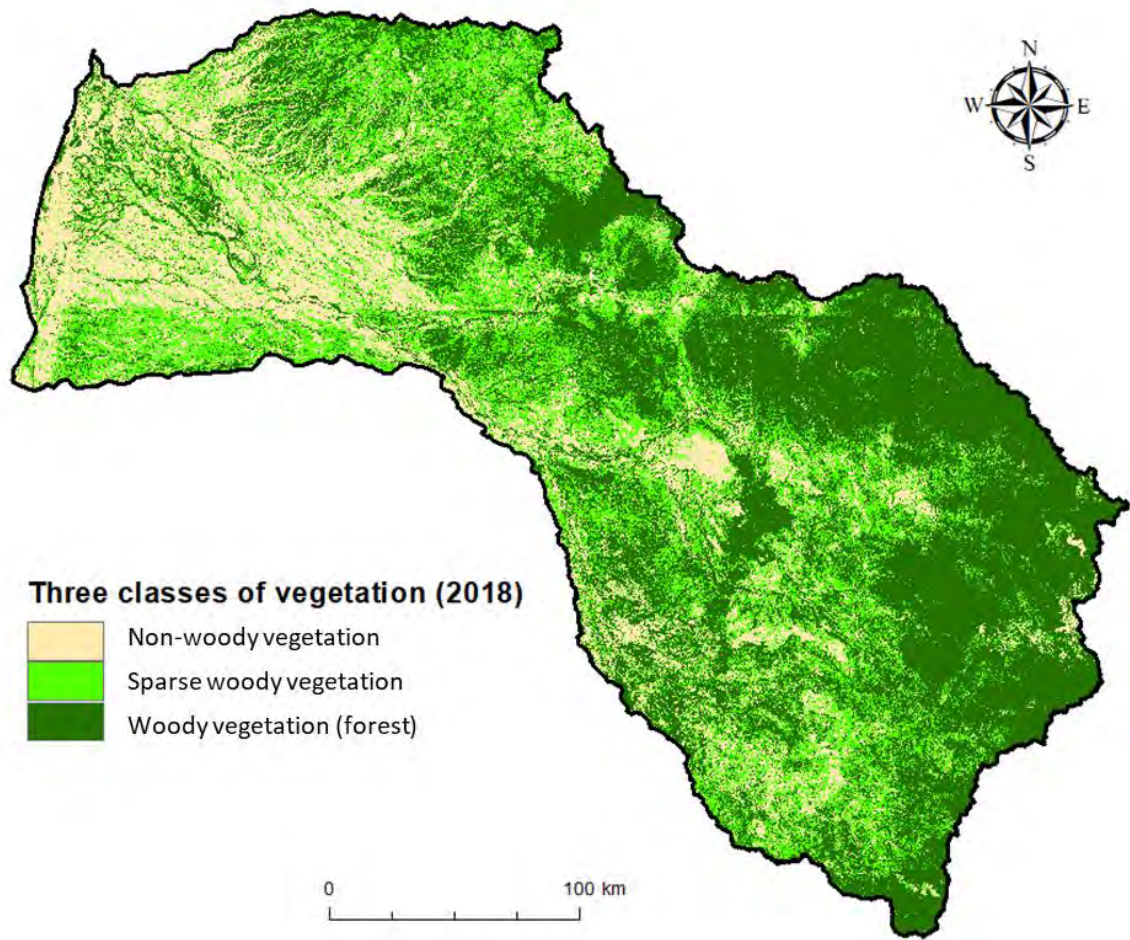 N
W E
S
Three classes of vegetation (2018)
Non-woody vegetation
Sparse woody vegetation
Woody vegetation (forest)
0 100 km